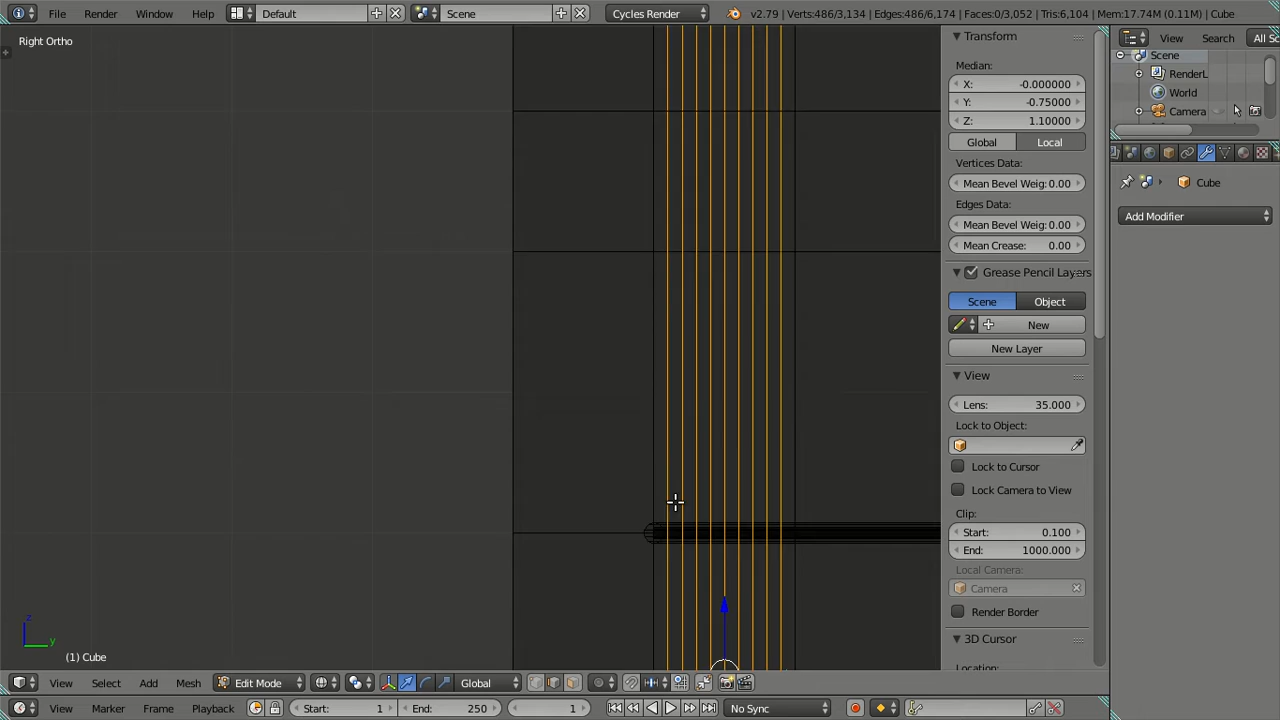 File Render Window Help Default Scene Cycles Render v2.79 | Verts:486/3,134 | Edges:486/6,174 | Faces:0/3,052 | Tris:6,104 | Mem:17.74M (0.11M) | Cube
Right Ortho
Transform
View Search All Sc
Scene
Median:
RenderL
X: -0.000000
World
Y: -0.75000
Camera
Z: 1.10000
Global Local
Vertices Data:
Mean Bevel Weig: 0.00
Cube
Edges Data:
Add Modifier
Mean Bevel Weig: 0.00
Mean Crease: 0.00
Grease Pencil Layers
Scene Object
New
New Layer
View
Lens: 35.000
Lock to Object:
Lock to Cursor
Lock Camera to View
Clip:
Start: 0.100
End: 1000.000
Local Camera:
Camera
Render Border
z
y
3D Cursor
(1) Cube
Location:
View Select Add Mesh Edit Mode Global
View Marker Frame Playback Start: 1 End: 250 1 No Sync